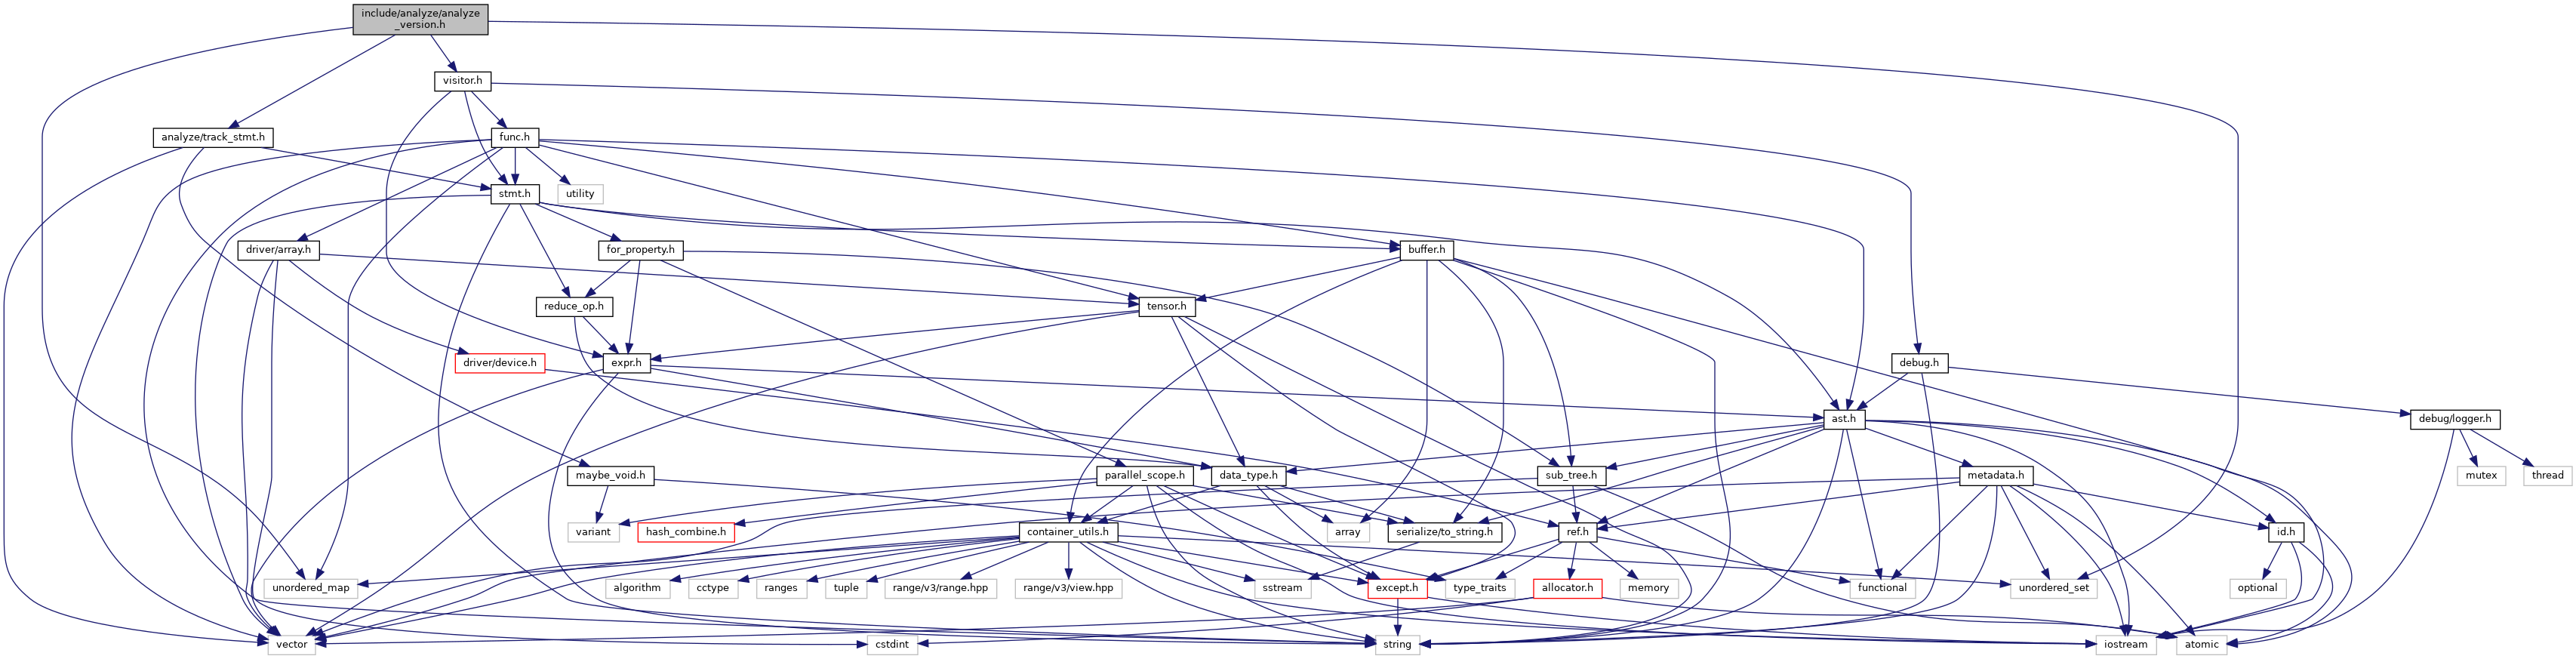 include/analyze/analyze
_version.h
visitor.h
analyze/track_stmt.h
func.h
stmt.h
utility
driver/array.h
for_property.h
buffer.h
reduce_op.h
tensor.h
driver/device.h
expr.h
debug.h
ast.h
debug/logger.h
maybe_void.h
parallel_scope.h
data_type.h
sub_tree.h
metadata.h
mutex
thread
variant
hash_combine.h
container_utils.h
array
serialize/to_string.h
ref.h
id.h
unordered_map
algorithm
cctype
ranges
tuple
range/v3/range.hpp
range/v3/view.hpp
sstream
except.h
type_traits
allocator.h
memory
functional
unordered_set
optional
vector
cstdint
string
iostream
atomic